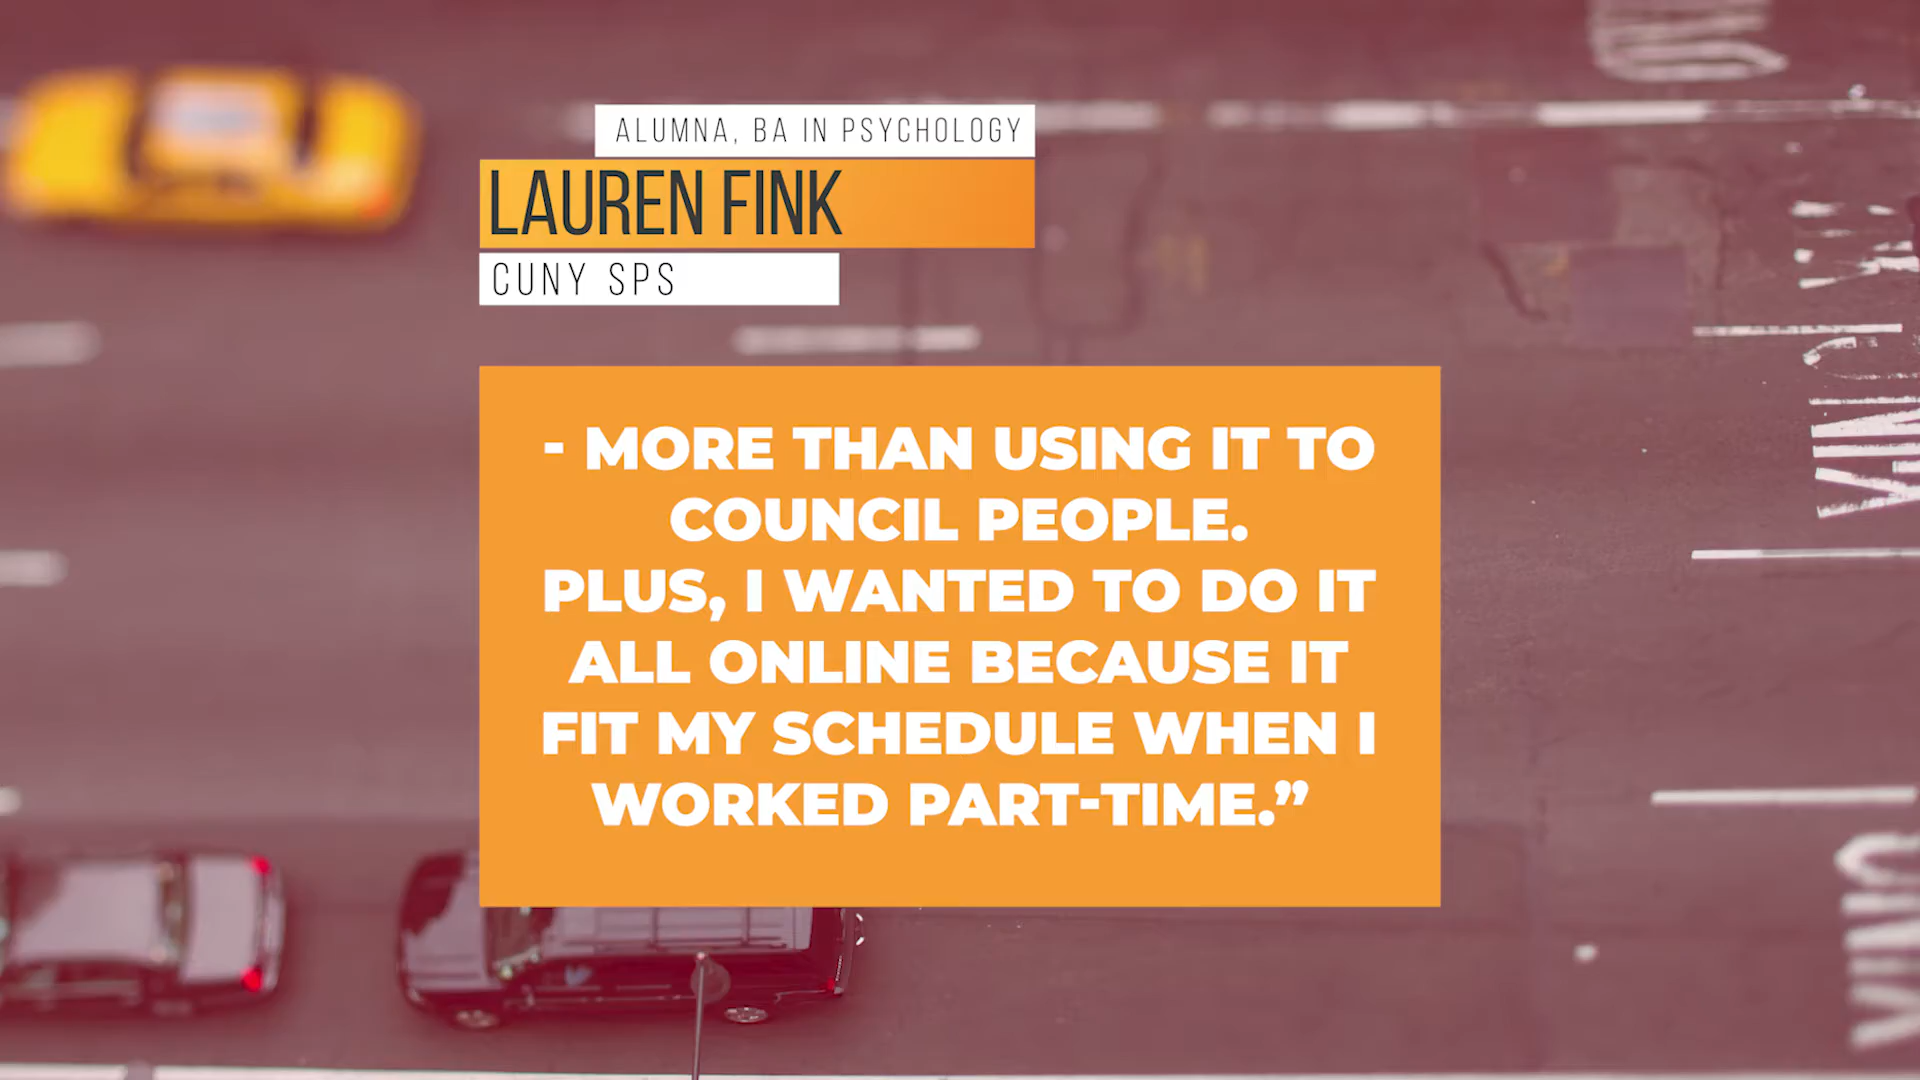 ALUMNA, BA IN PSYCHOLOGY
LAUREN FINK
CUNY SPS
- MORE THAN USING IT TO
COUNCIL PEOPLE.
PLUS, I WANTED TO DO IT
ALL ONLINE BECAUSE IT
FIT MY SCHEDULE WHEN I
WORKED PART-TIME.”